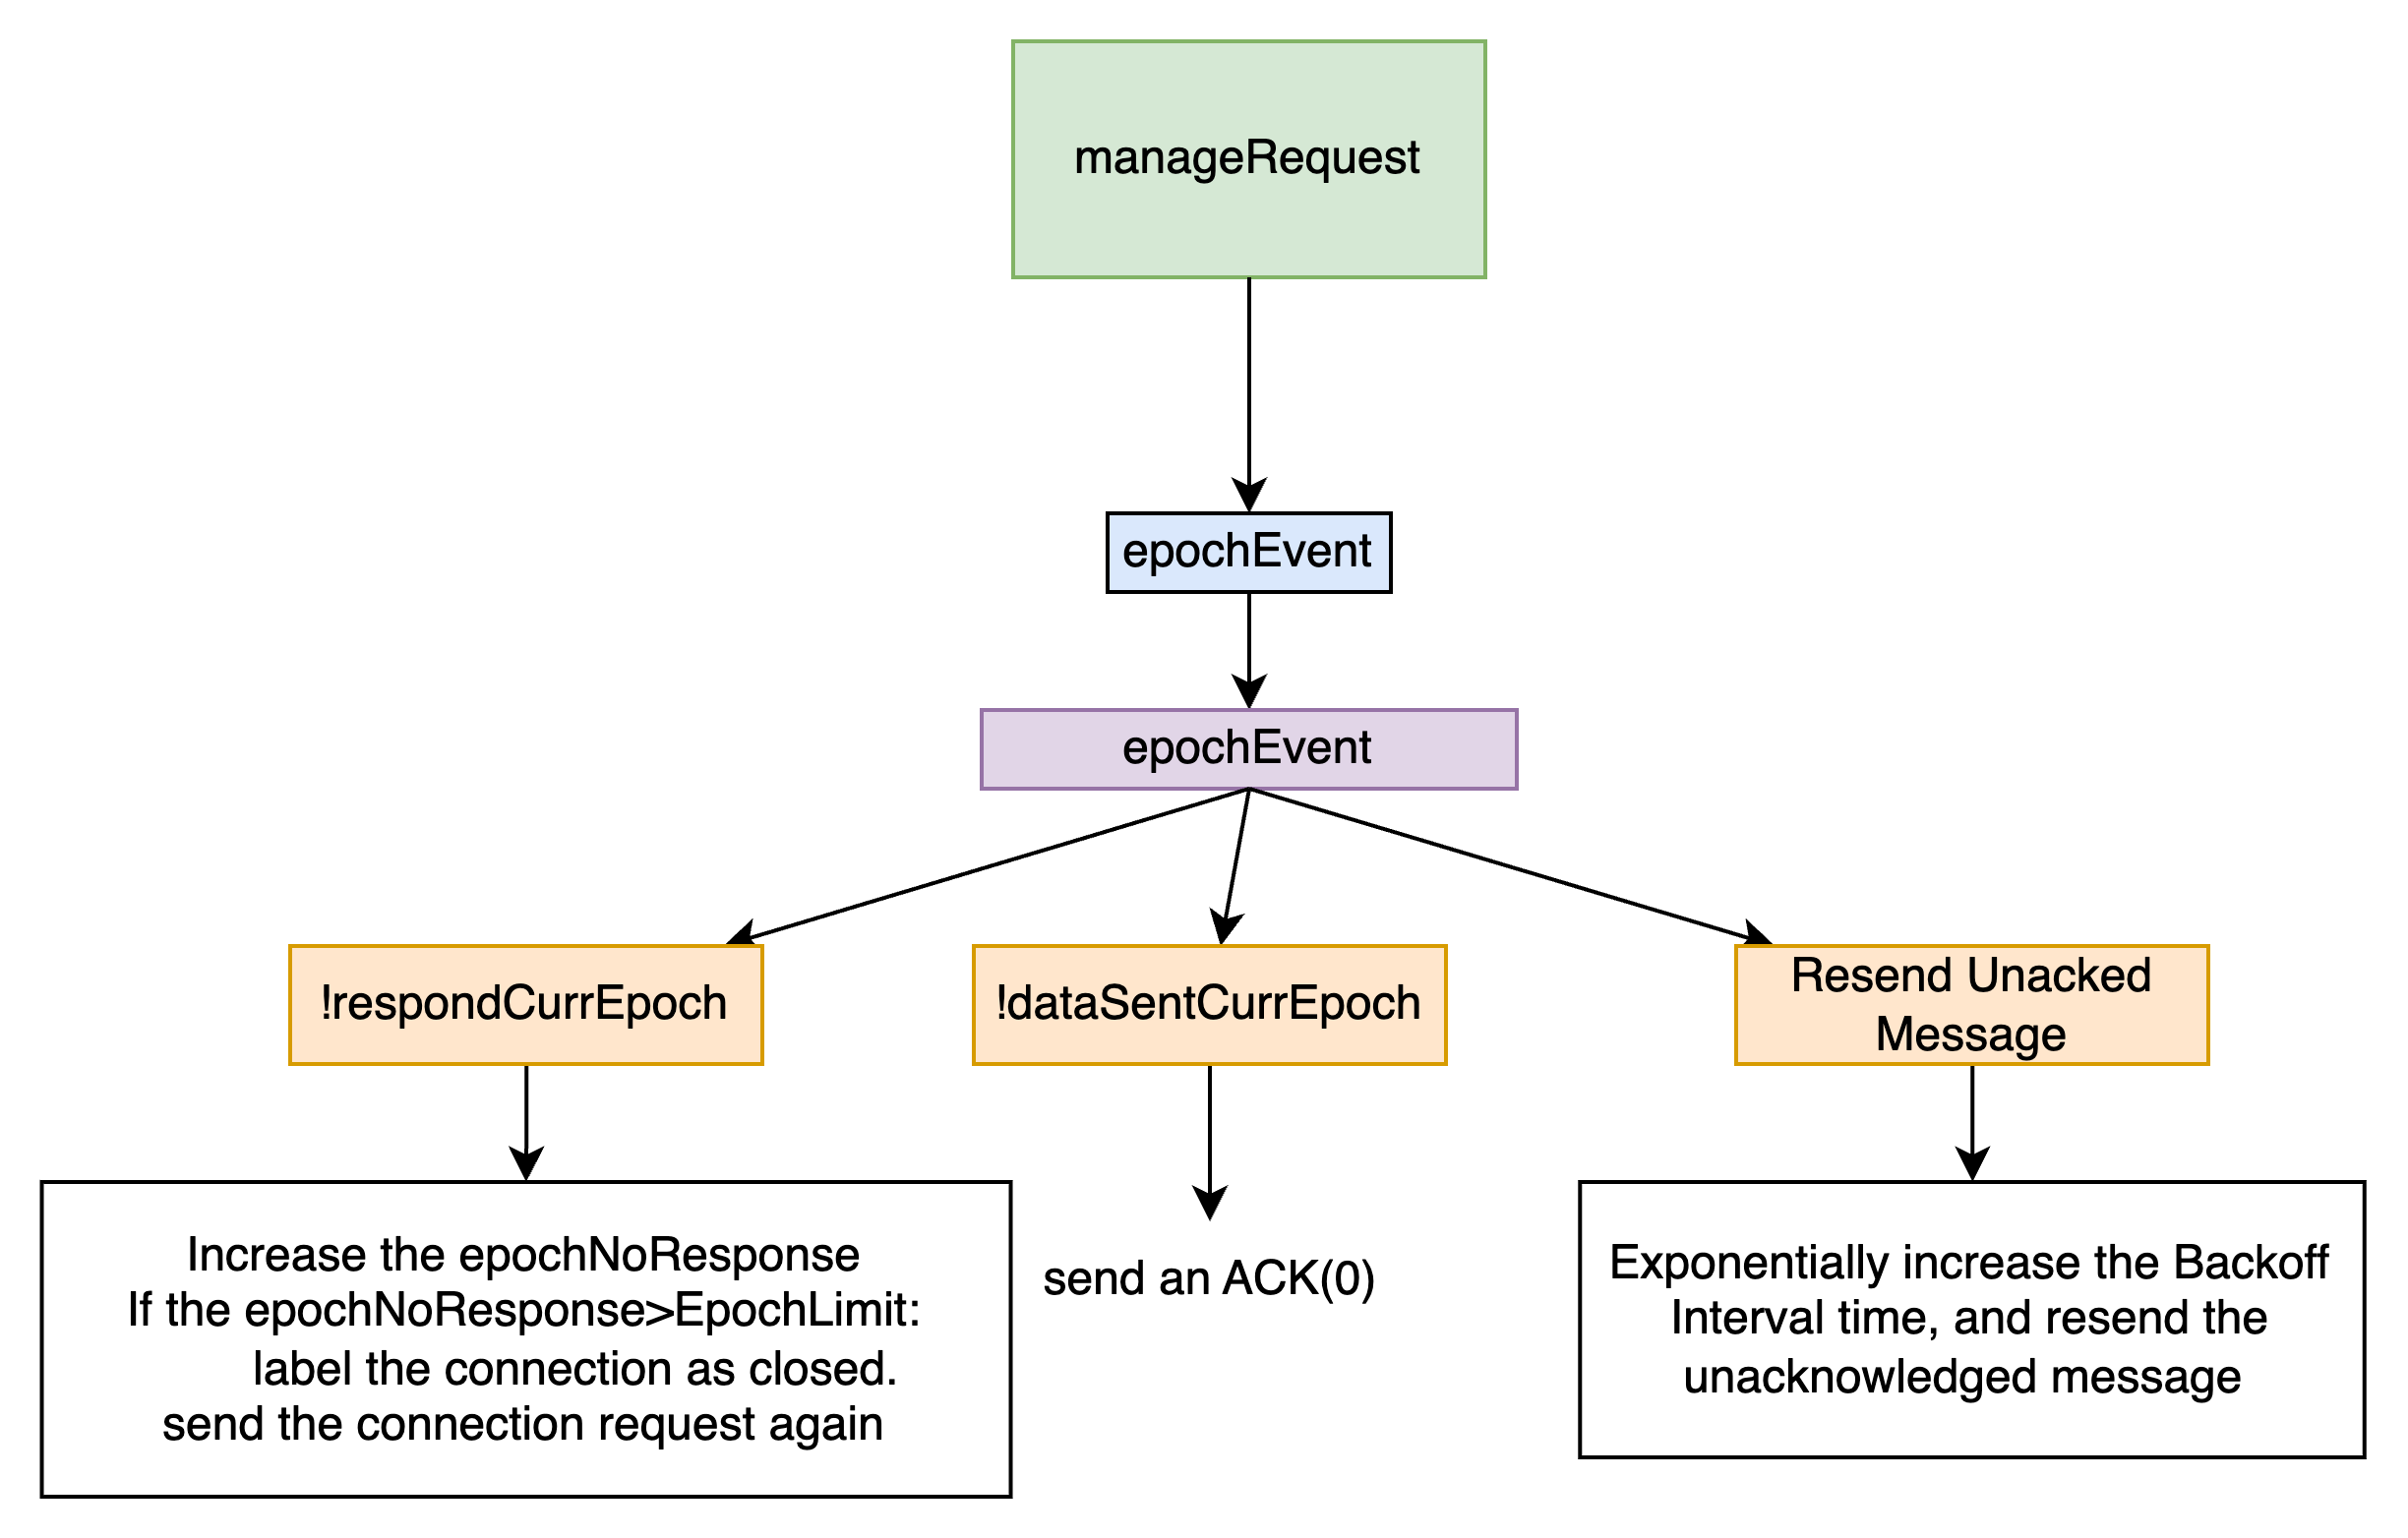 manageRequest
epochEvent
epochEvent
!respondCurrEpoch
!dataSentCurrEpoch
Resend Unacked
Message
Increase the epochNoResponse
If the epochNoResponse>EpochLimit:
label the connection as closed.
send the connection request again
send an ACK(0)
Exponentially increase the Backoff
Interval time, and resend the
unacknowledged message